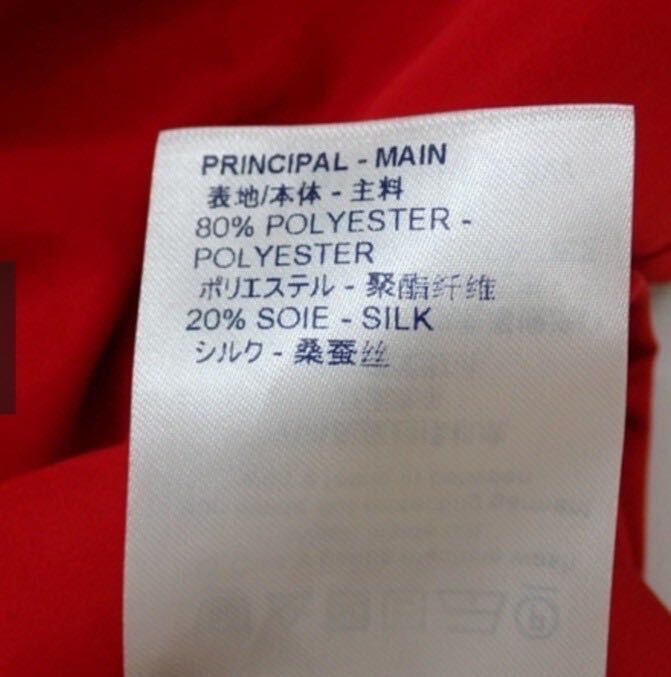 PRINCIPAL - MAIN
表地/本体 - 主料
80% POLYESTER -
POLYESTER
ポリエステル - 聚酯纤维
20% SOIE - SILK
シルク - 桑蚕丝